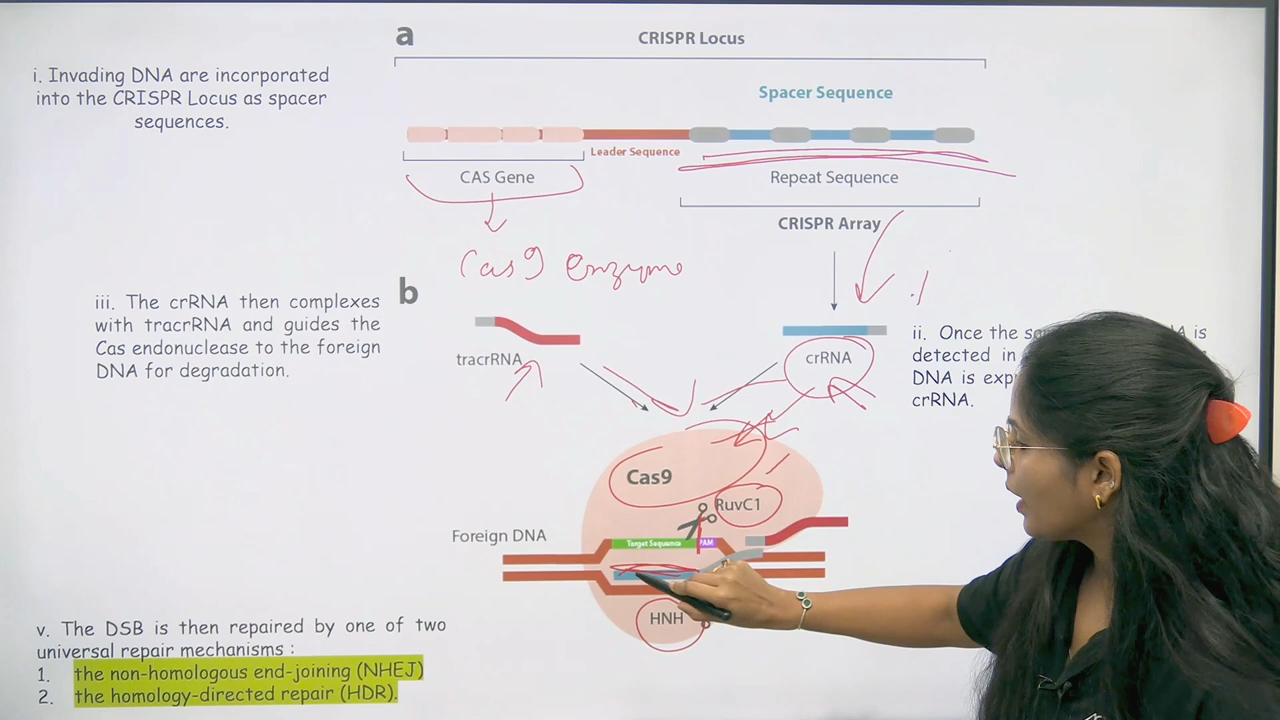 a
CRISPR Locus
i. Invading DNA are incorporated
into the CRISPR Locus as spacer
sequences.
Spacer Sequence
Leader Sequence
CAS Gene
Repeat Sequence
CRISPR Array
Cas9 enzyme
b
iii. The crRNA then complexes
with tracrRNA and guides the
Cas endonuclease to the foreign
DNA for degradation.
tracrRNA
crRNA
ii. Once the is
detected in
DNA is
crRNA.
Cas9
RuvC1
Foreign DNA
Target Sequence
PAM
HNH
v. The DSB is then repaired by one of two
universal repair mechanisms :
1. the non-homologous end-joining (NHEJ)
2. the homology-directed repair (HDR).